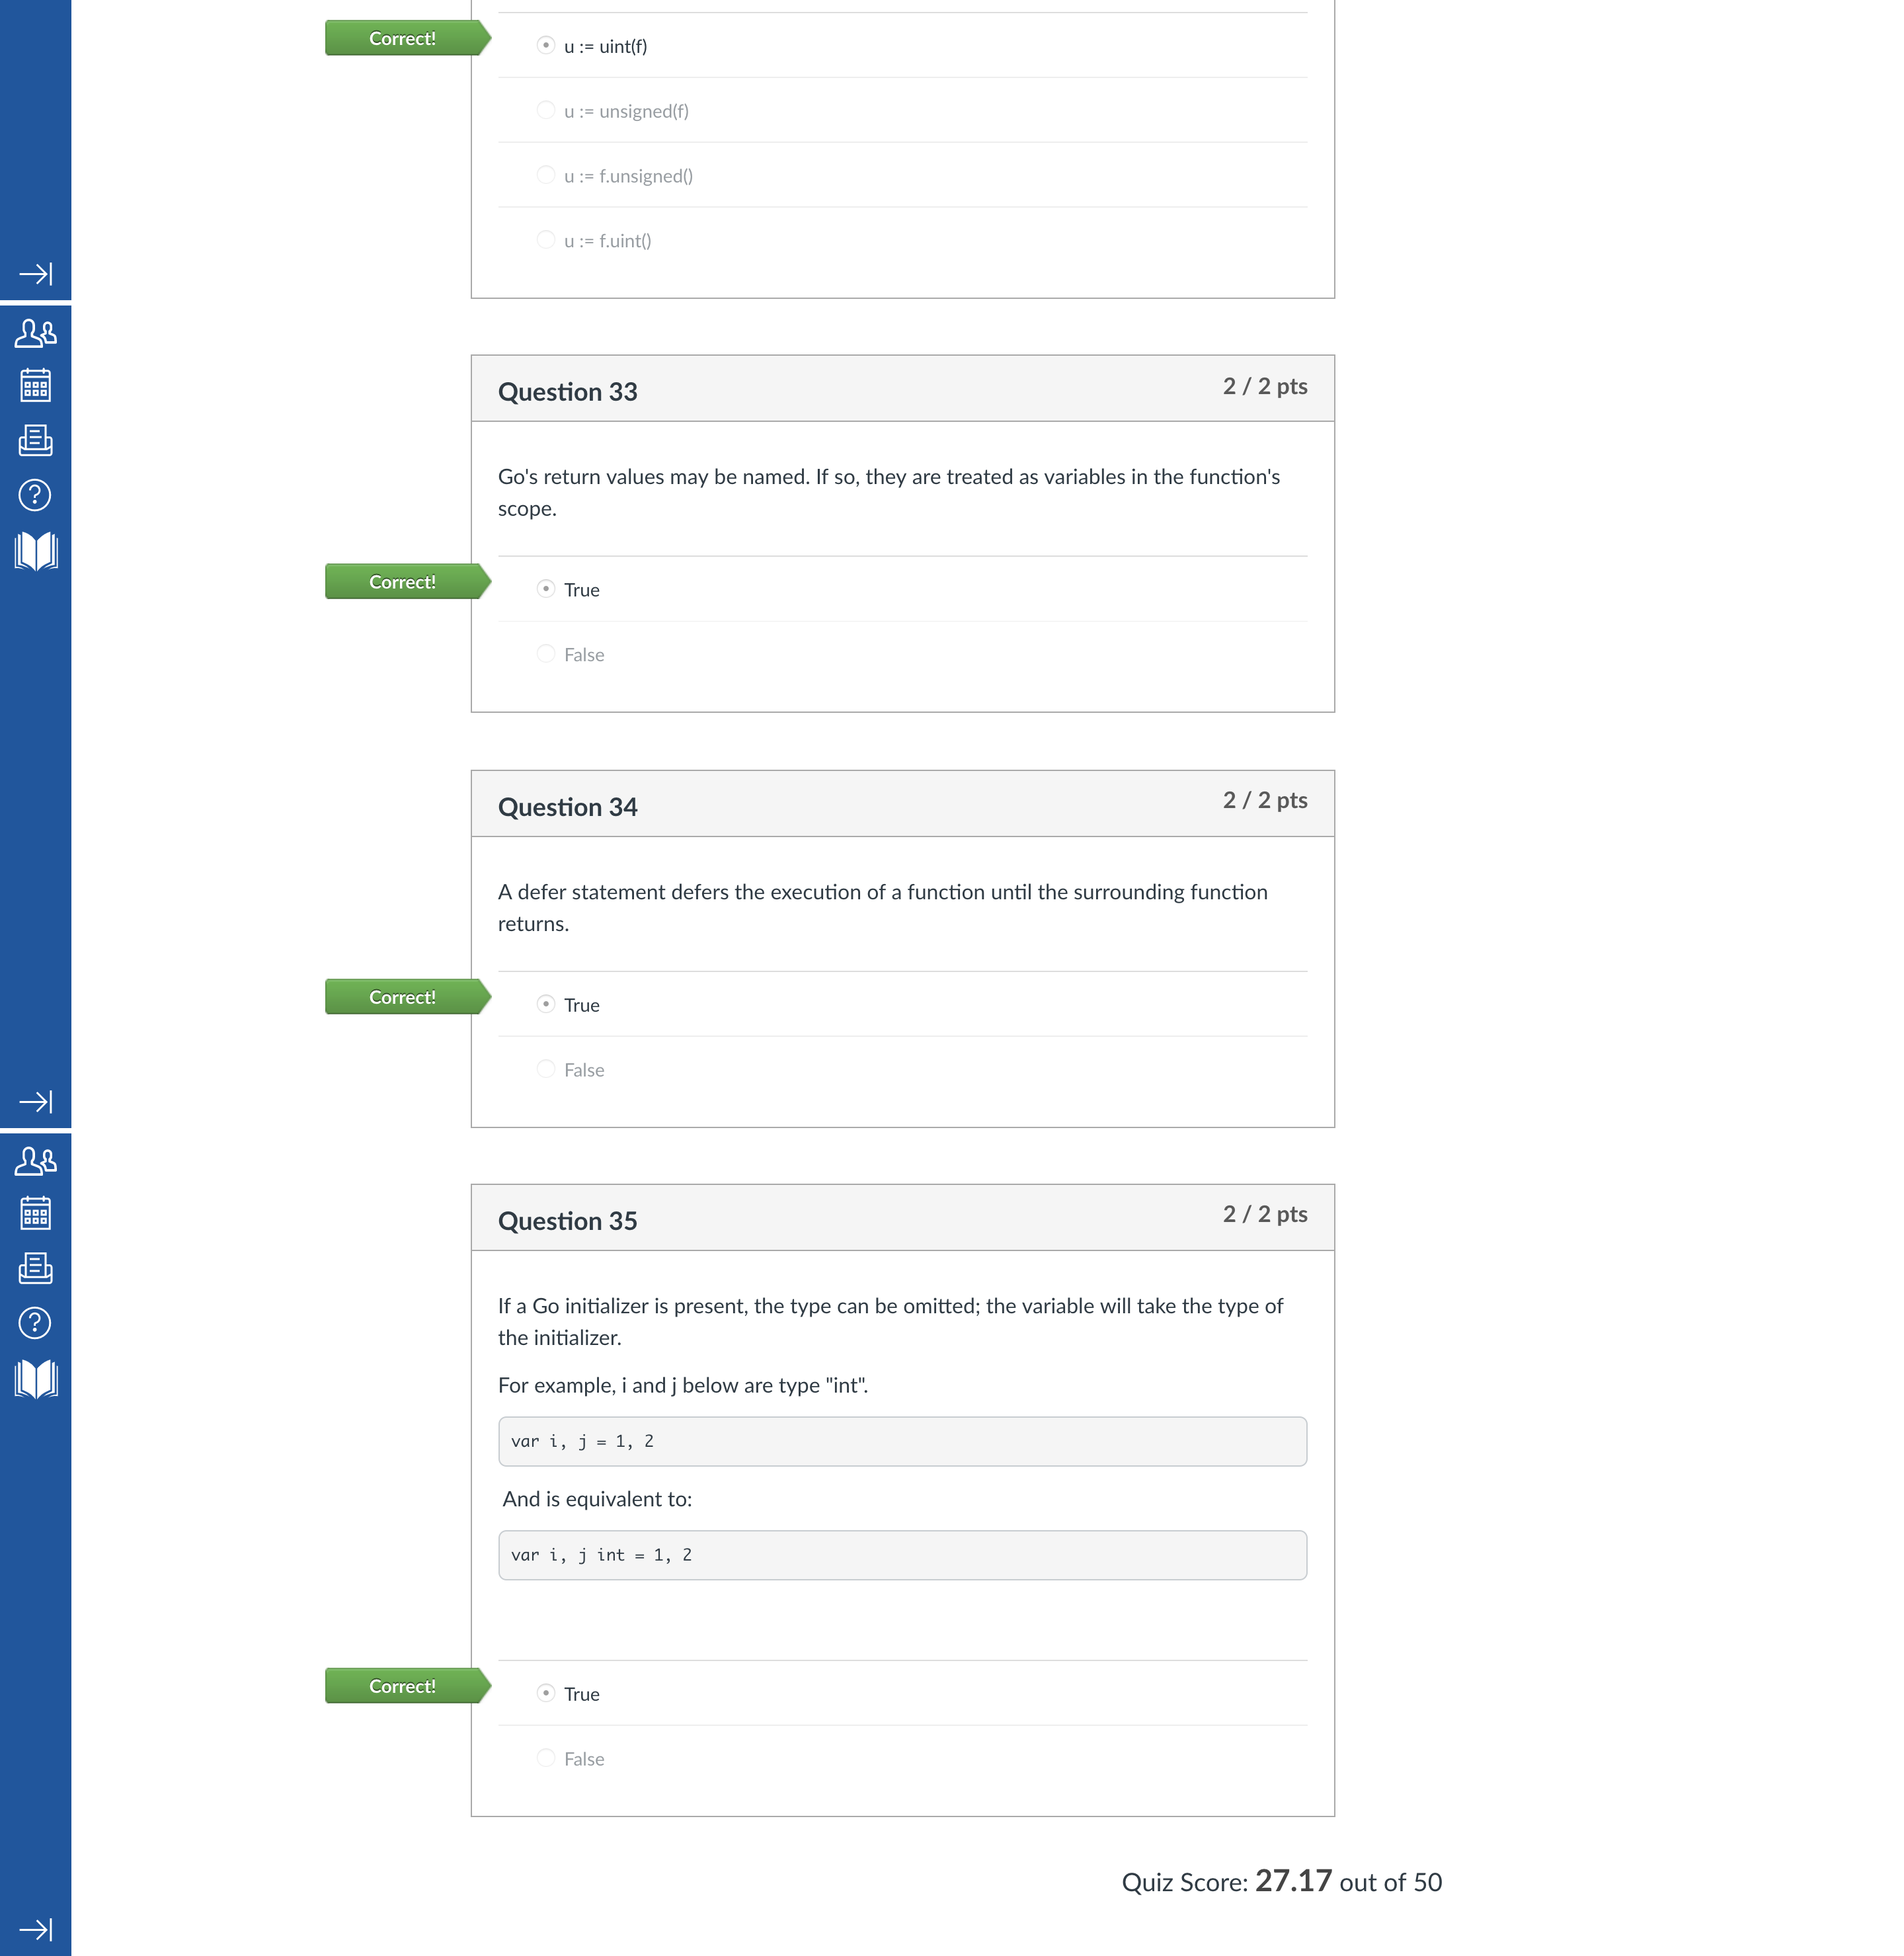 Correct!
u := uint(f)
u := unsigned(f)
u := f.unsigned()
u := f.uint()
Question 33
2 / 2 pts
Go's return values may be named. If so, they are treated as variables in the function's
scope.
Correct!
True
False
Question 34
2 / 2 pts
A defer statement defers the execution of a function until the surrounding function
returns.
Correct!
True
False
Question 35
2 / 2 pts
If a Go initializer is present, the type can be omitted; the variable will take the type of
the initializer.
For example, i and j below are type "int".
var i, j = 1, 2
And is equivalent to:
var i, j int = 1, 2
Correct!
True
False
Quiz Score: 27.17 out of 50